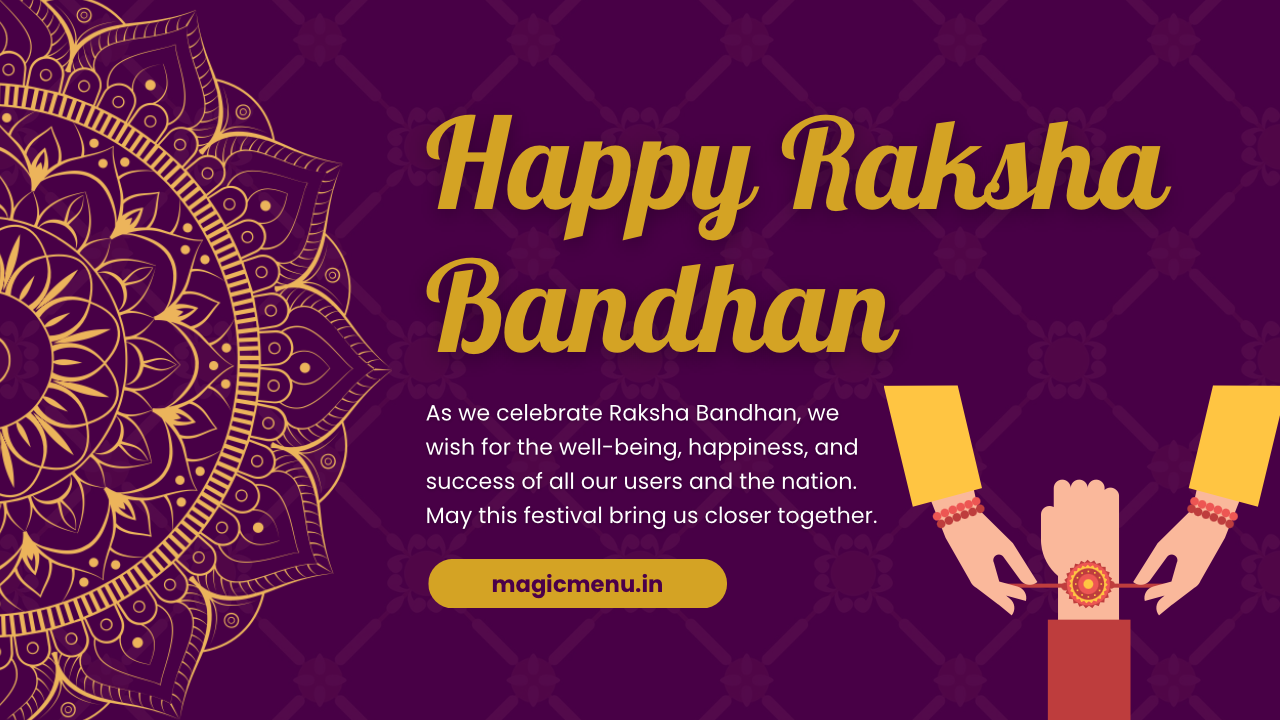 Happy Raksha
Bandhan
As we celebrate Raksha Bandhan, we
wish for the well-being, happiness, and
success of all our users and the nation.
May this festival bring us closer together.
magicmenu.in